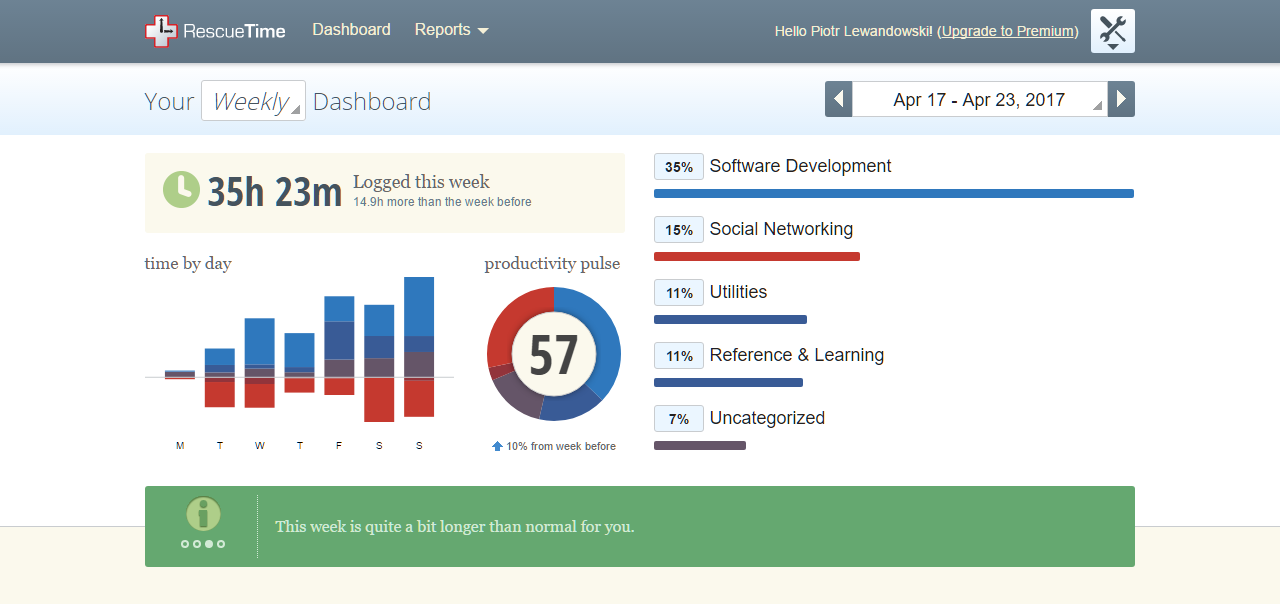 RescueTime
Dashboard
Reports
Hello Piotr Lewandowski! (Upgrade to Premium)
Your Weekly Dashboard
Apr 17 - Apr 23, 2017
35h 23m
Logged this week
14.9h more than the week before
time by day
M T W T F S S
productivity pulse
57
10% from week before
35% Software Development
15% Social Networking
11% Utilities
11% Reference & Learning
7% Uncategorized
This week is quite a bit longer than normal for you.